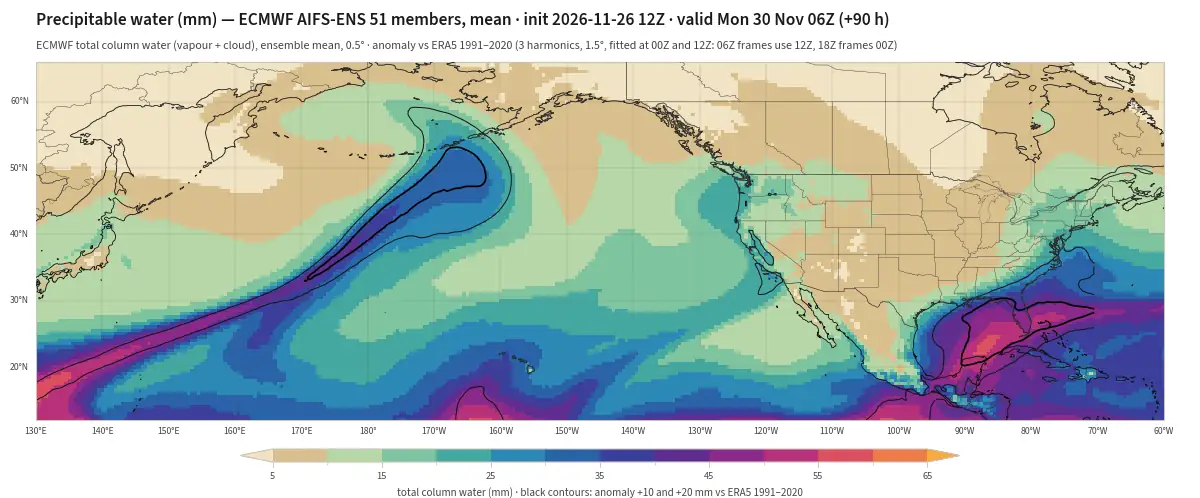 Precipitable water (mm) — ECMWF AIFS-ENS 51 members, mean · init 2026-11-26 12Z · valid Mon 30 Nov 06Z (+90 h)
ECMWF total column water (vapour + cloud), ensemble mean, 0.5° · anomaly vs ERA5 1991–2020 (3 harmonics, 1.5°, fitted at 00Z and 12Z: 06Z frames use 12Z, 18Z frames 00Z)
60°N
50°N
40°N
30°N
20°N
130°E 140°E 150°E 160°E 170°E 180° 170°W 160°W 150°W 140°W 130°W 120°W 110°W 100°W 90°W 80°W 70°W 60°W
5 15 25 35 45 55 65
total column water (mm) · black contours: anomaly +10 and +20 mm vs ERA5 1991–2020